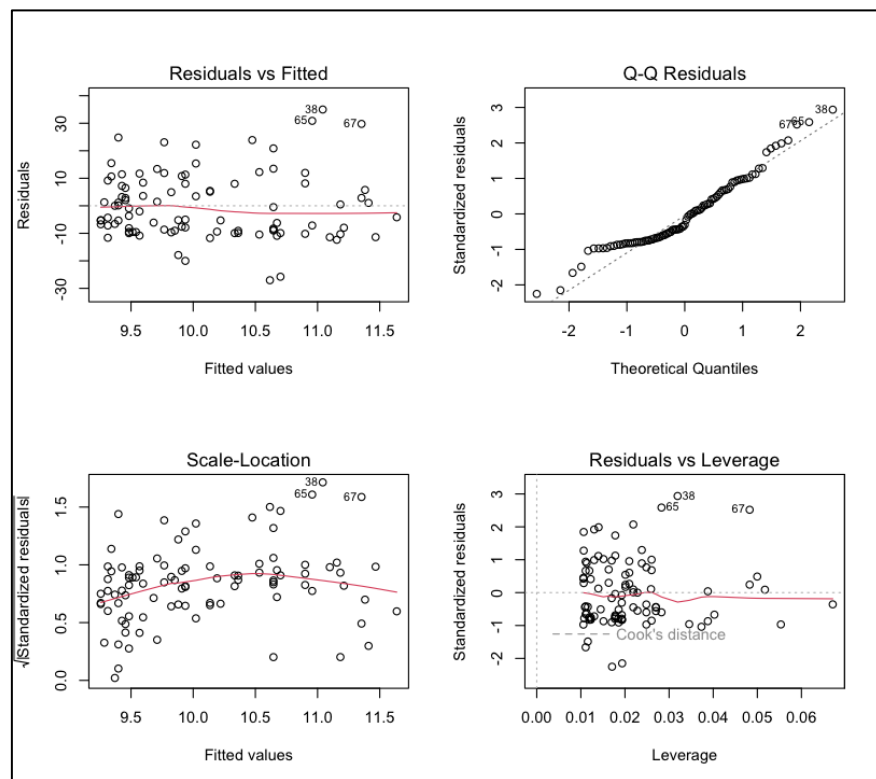 Residuals vs Fitted
Residuals
30
10
-10
-30
38
65
67
9.5 10.0 10.5 11.0 11.5
Fitted values
Q-Q Residuals
Standardized residuals
3
2
1
0
-1
-2
38
65
67
-2 -1 0 1 2
Theoretical Quantiles
Scale-Location
√|Standardized residuals|
1.5
1.0
0.5
0.0
38
65
67
9.5 10.0 10.5 11.0 11.5
Fitted values
Residuals vs Leverage
Standardized residuals
3
2
1
0
-1
-2
38
65
67
Cook's distance
0.00 0.01 0.02 0.03 0.04 0.05 0.06
Leverage